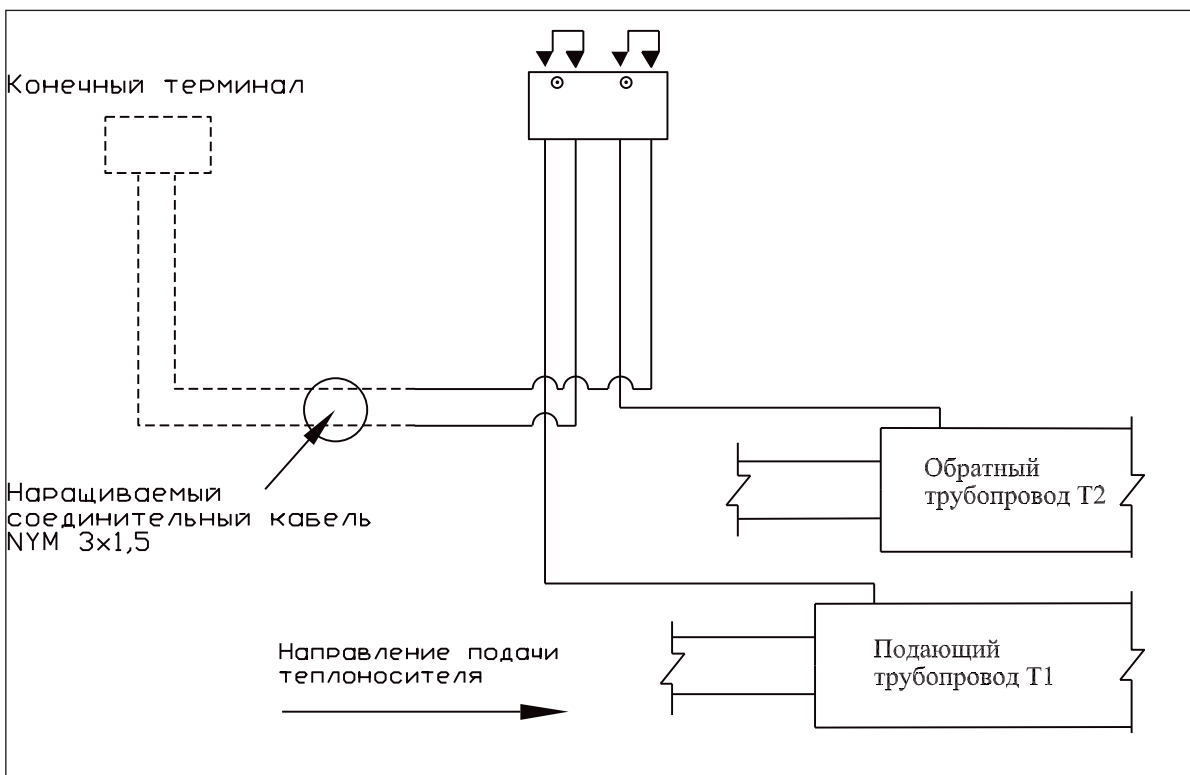 Конечный терминал
Обратный
трубопровод Т2
Наращиваемый
соединительный кабель
NYM 3x1,5
Направление подачи
теплоносителя
Подающий
трубопровод Т1